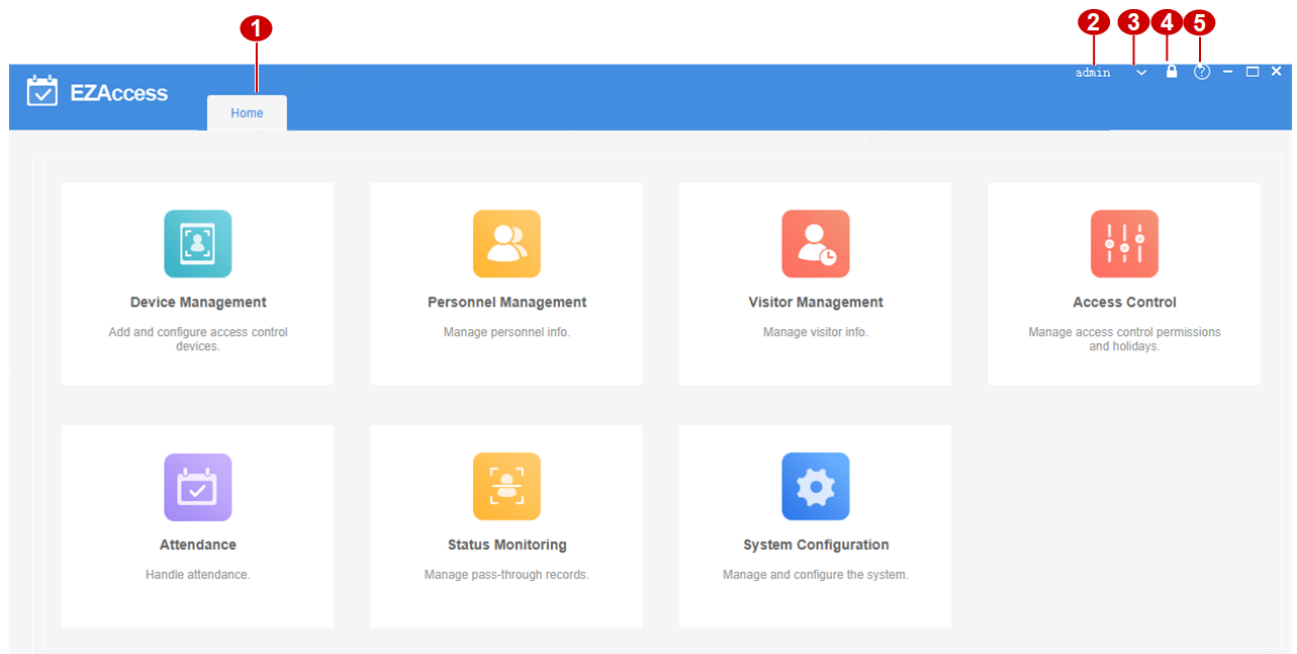 1
2 3 4 5
admin
EZAccess
Home
Device Management
Add and configure access control
devices.
Personnel Management
Manage personnel info.
Visitor Management
Manage visitor info.
Access Control
Manage access control permissions
and holidays.
Attendance
Handle attendance.
Status Monitoring
Manage pass-through records.
System Configuration
Manage and configure the system.